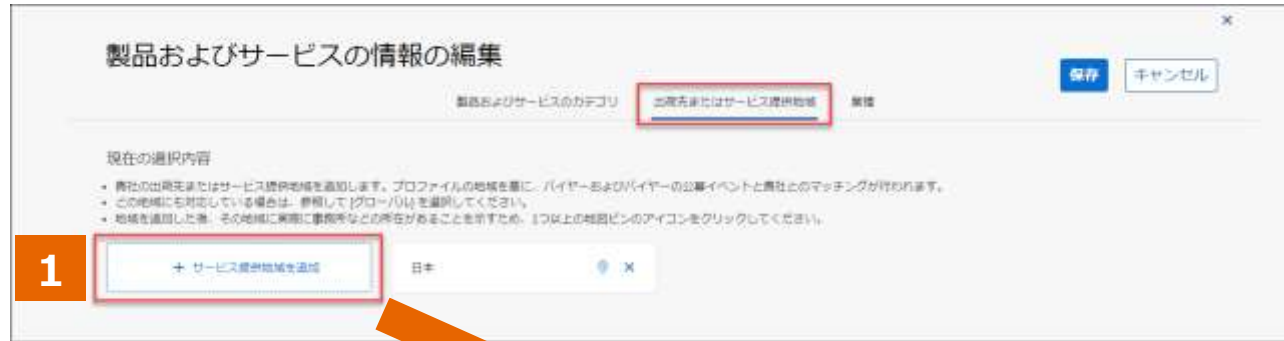 ×
製品およびサービスの情報の編集
保存 キャンセル
製品およびサービスのカテゴリ 出荷先またはサービス提供地域 業種
現在の選択内容
• 貴社の出荷先またはサービス提供地域を追加します。プロファイルの地域を基に、バイヤーおよびバイヤーの公募イベントと貴社とのマッチングが行われます。
• どの地域にも対応している場合は、参照して [グローバル] を選択してください。
• 地域を追加した後、その地域に実際に事務所などの所在があることを示すため、1つ以上の地図ピンのアイコンをクリックしてください。
1
+ サービス提供地域を追加 日本 ×